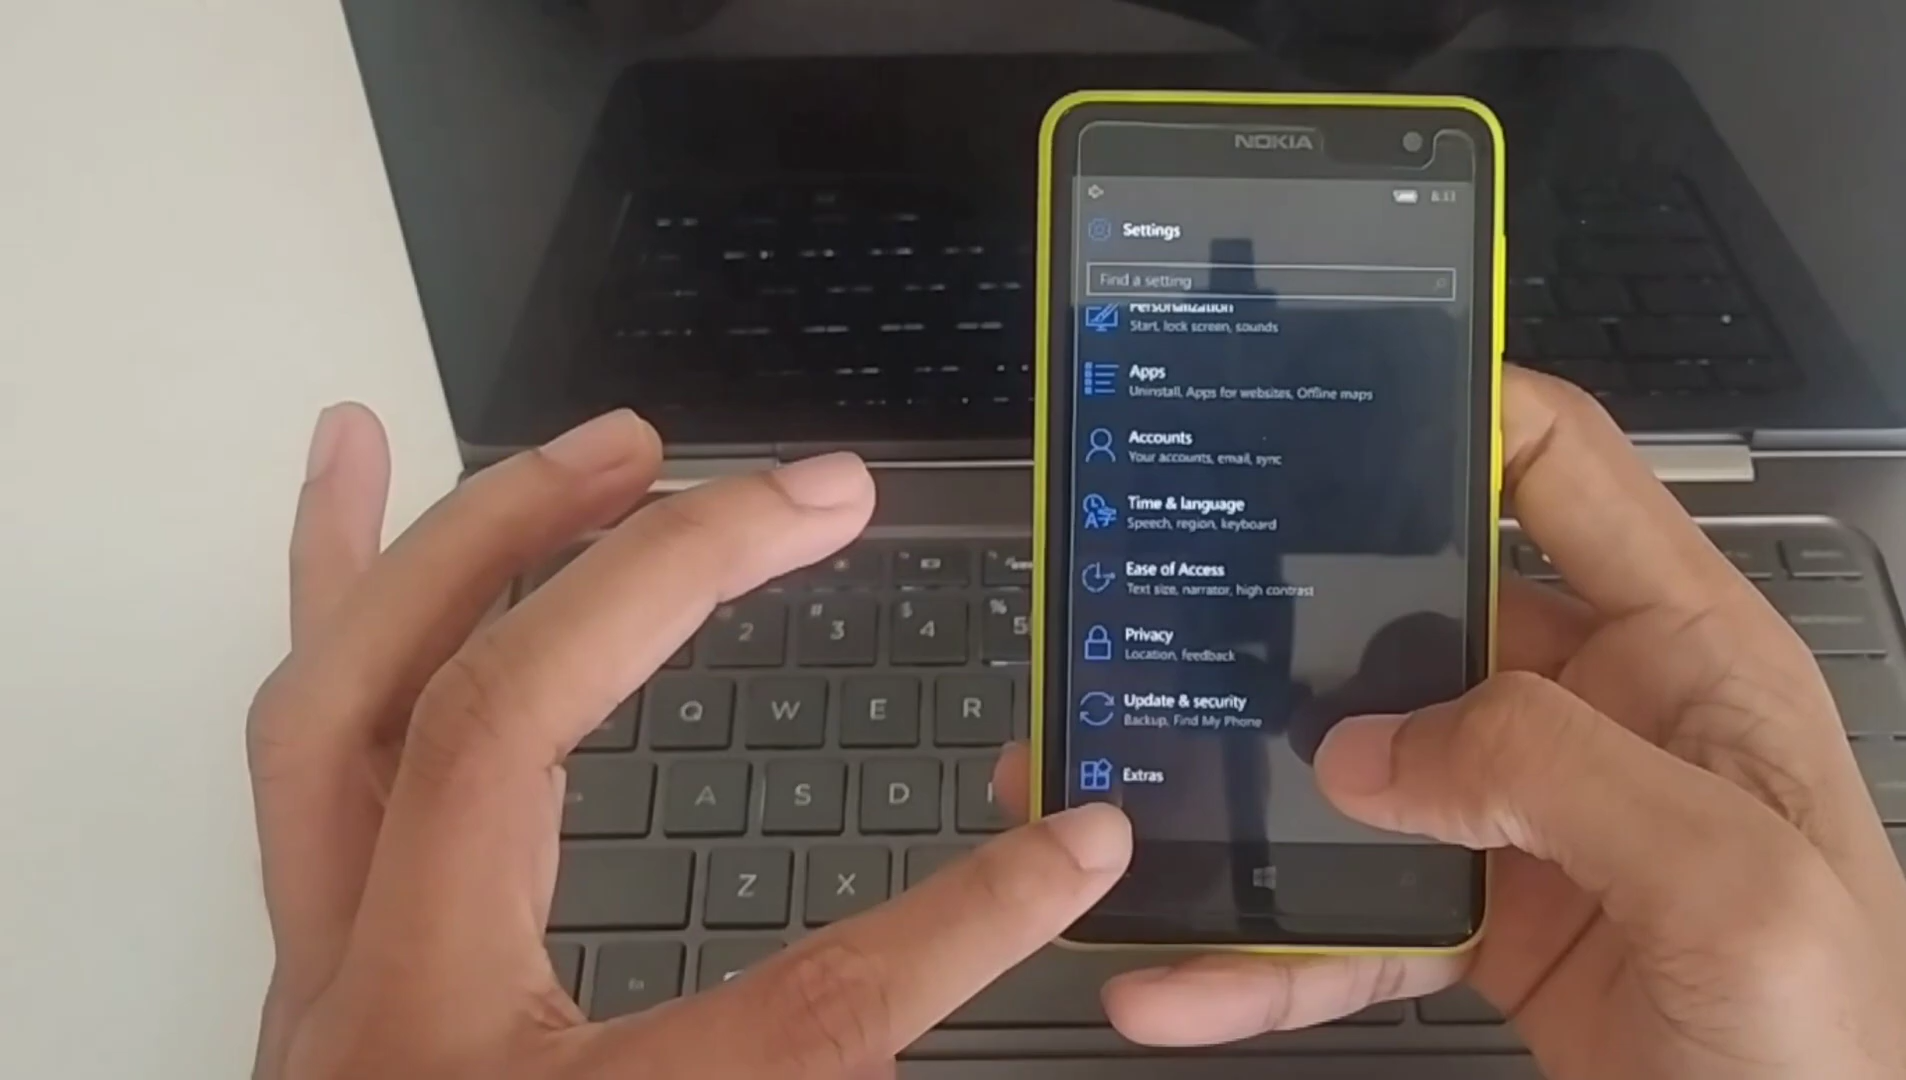 NOKIA
8:33
Settings
Find a setting
Personalization
Start, lock screen, sounds
Apps
Uninstall, Apps for websites, Offline maps
Accounts
Your accounts, email, sync
Time & language
Speech, region, keyboard
Ease of Access
Text size, narrator, high contrast
Privacy
Location, feedback
Update & security
Backup, Find My Phone
Extras
@ # $ %
2 3 4 5
Q W E R
A S D
Z X